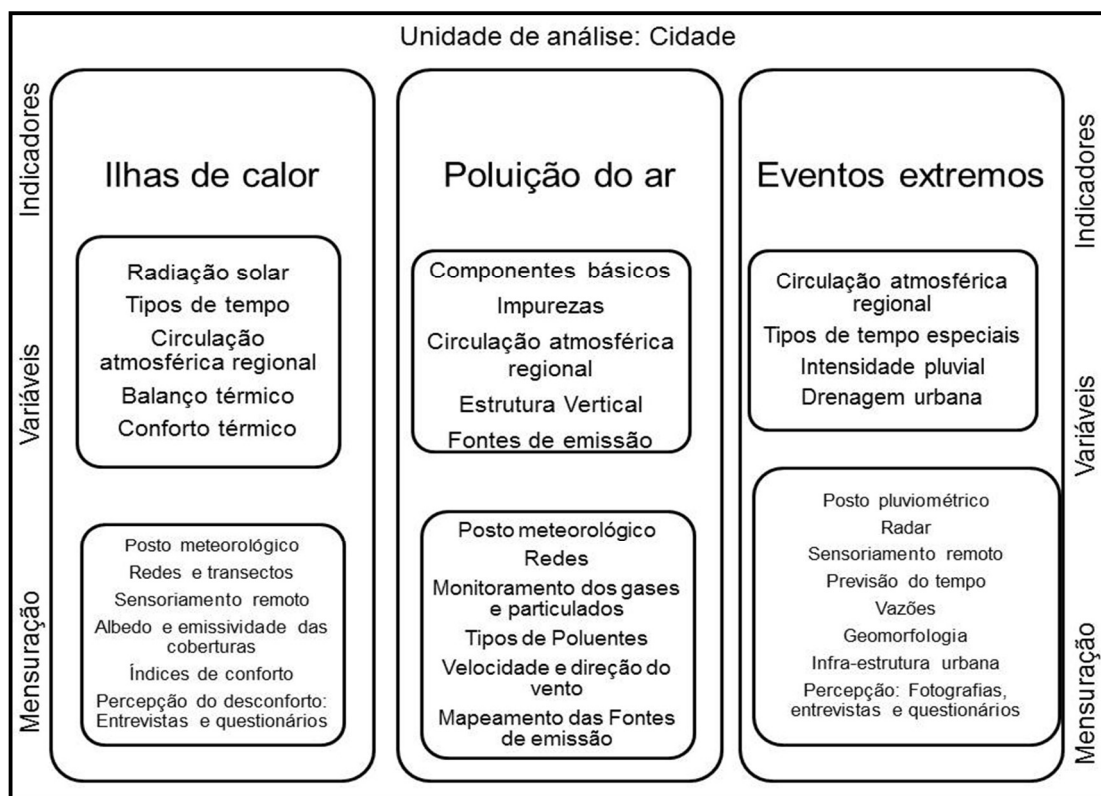 Unidade de análise: Cidade
Indicadores
Variáveis
Mensuração
Ilhas de calor
Radiação solar
Tipos de tempo
Circulação
atmosférica regional
Balanço térmico
Conforto térmico
Posto meteorológico
Redes e transectos
Sensoriamento remoto
Albedo e emissividade das
coberturas
Índices de conforto
Percepção do desconforto:
Entrevistas e questionários
Poluição do ar
Componentes básicos
Impurezas
Circulação atmosférica
regional
Estrutura Vertical
Fontes de emissão
Posto meteorológico
Redes
Monitoramento dos gases
e particulados
Tipos de Poluentes
Velocidade e direção do
vento
Mapeamento das Fontes
de emissão
Eventos extremos
Circulação atmosférica
regional
Tipos de tempo especiais
Intensidade pluvial
Drenagem urbana
Posto pluviométrico
Radar
Sensoriamento remoto
Previsão do tempo
Vazões
Geomorfologia
Infra-estrutura urbana
Percepção: Fotografias,
entrevistas e questionários
Indicadores
Variáveis
Mensuração